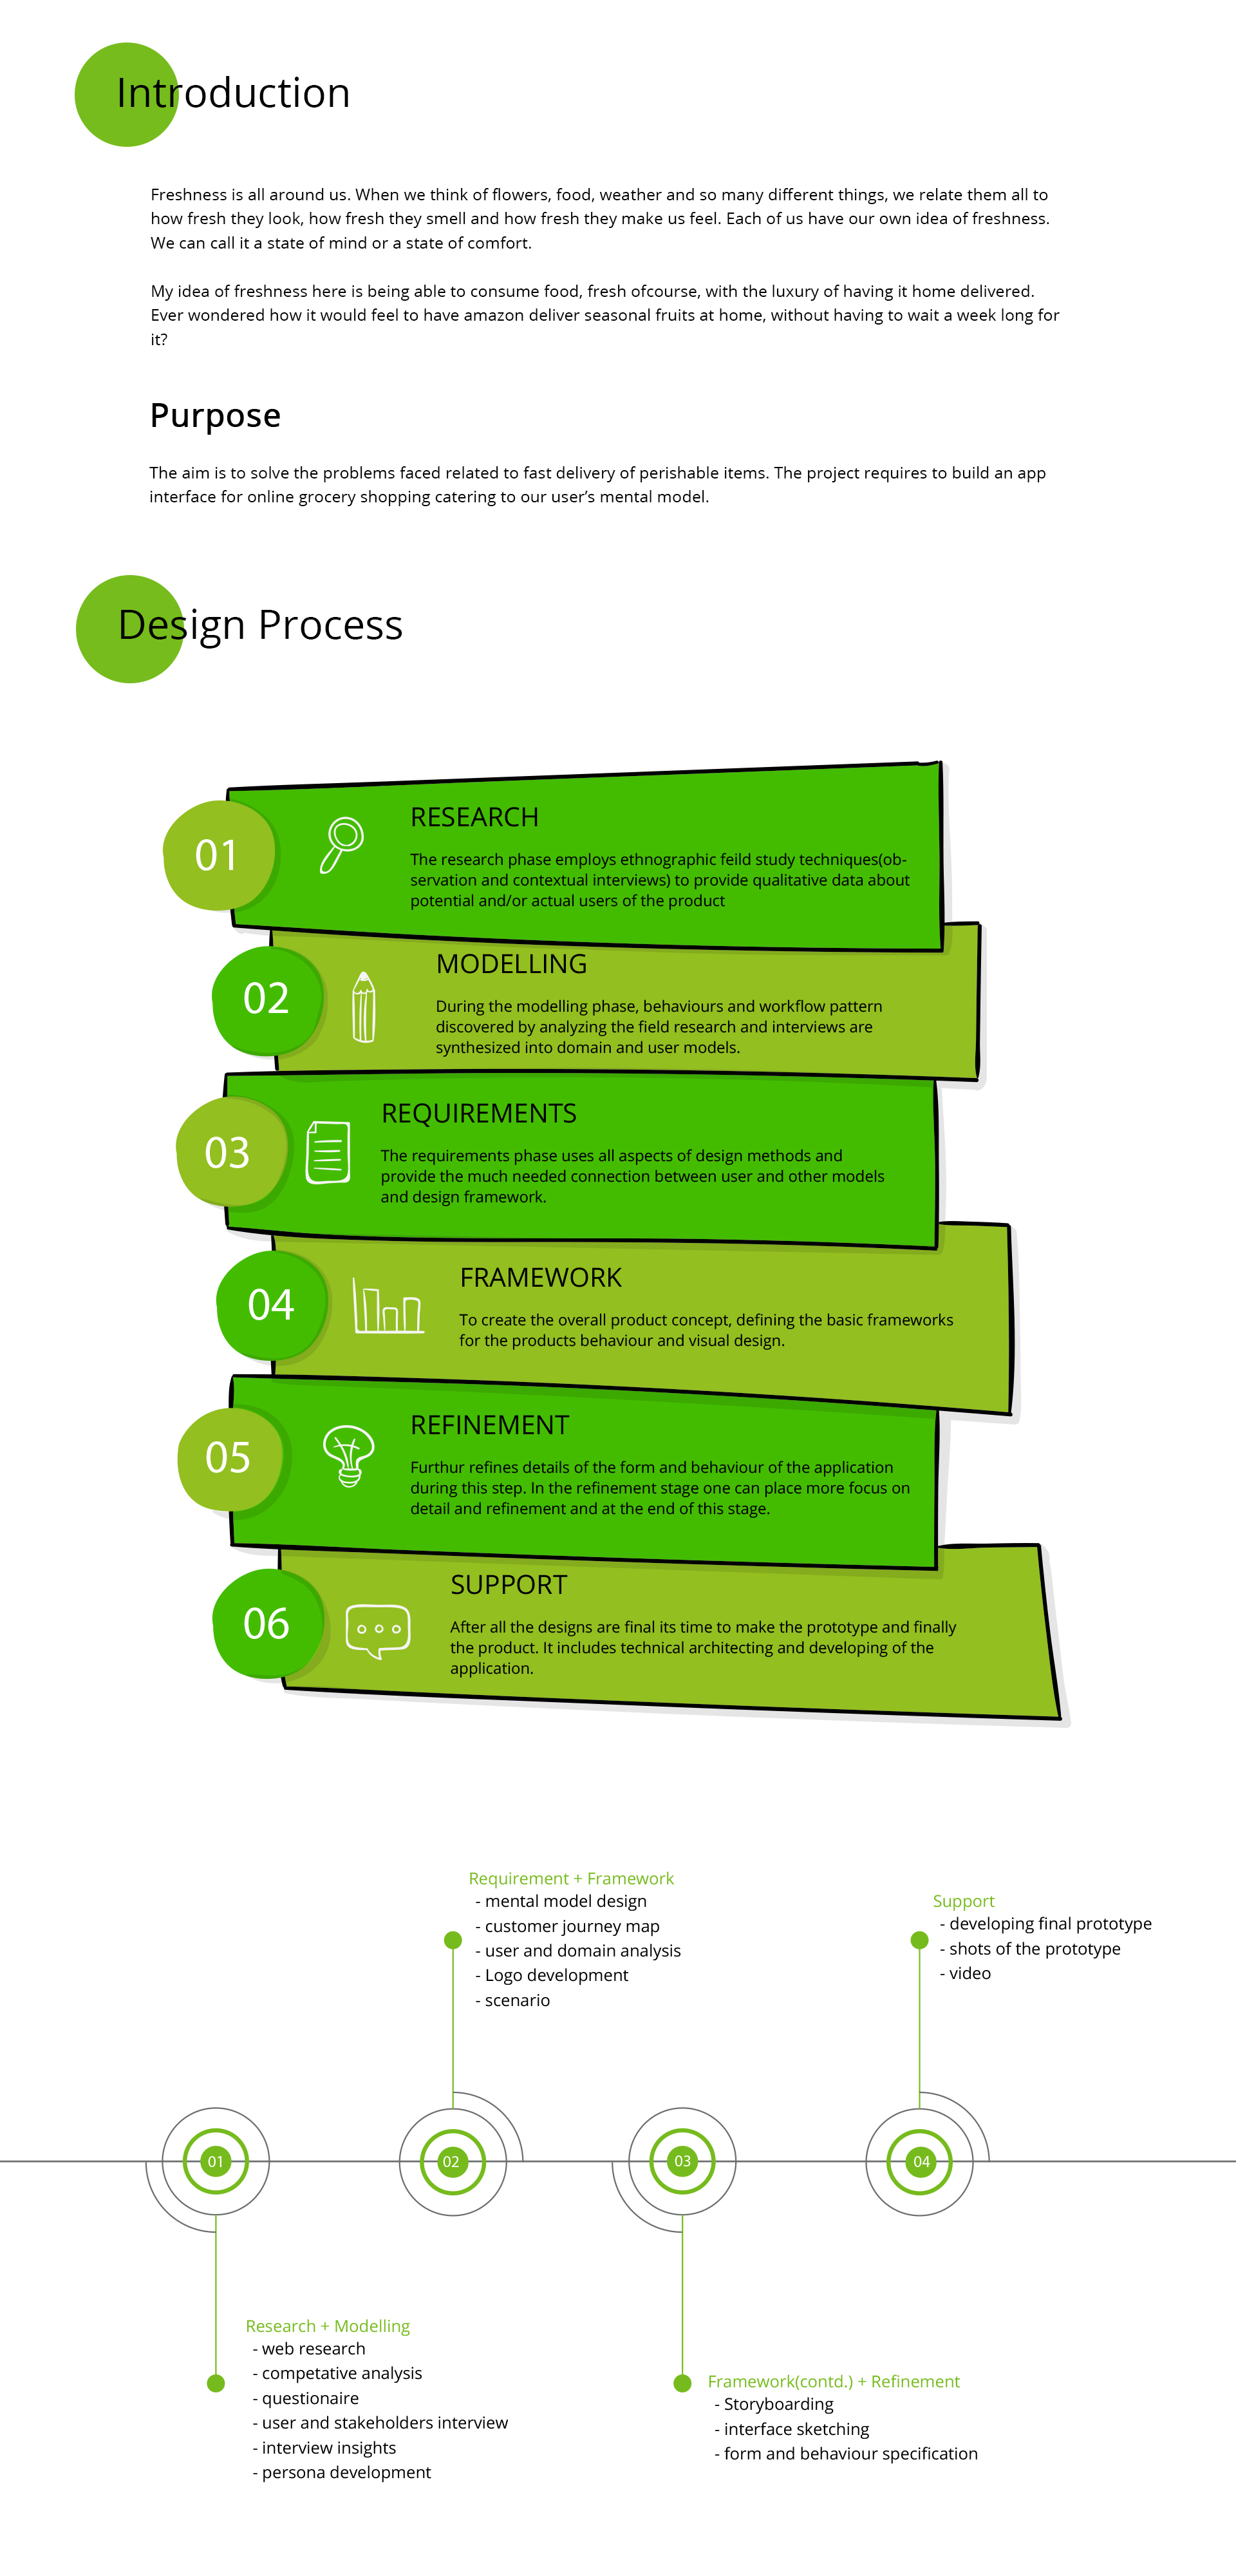 Introduction
Freshness is all around us. When we think of flowers, food, weather and so many different things, we relate them all to
how fresh they look, how fresh they smell and how fresh they make us feel. Each of us have our own idea of freshness.
We can call it a state of mind or a state of comfort.
My idea of freshness here is being able to consume food, fresh ofcourse, with the luxury of having it home delivered.
Ever wondered how it would feel to have amazon deliver seasonal fruits at home, without having to wait a week long for
it?
Purpose
The aim is to solve the problems faced related to fast delivery of perishable items. The project requires to build an app
interface for online grocery shopping catering to our user’s mental model.
Design Process
01
RESEARCH
The research phase employs ethnographic feild study techniques(ob-
servation and contextual interviews) to provide qualitative data about
potential and/or actual users of the product
02
MODELLING
During the modelling phase, behaviours and workflow pattern
discovered by analyzing the field research and interviews are
synthesized into domain and user models.
03
REQUIREMENTS
The requirements phase uses all aspects of design methods and
provide the much needed connection between user and other models
and design framework.
04
FRAMEWORK
To create the overall product concept, defining the basic frameworks
for the products behaviour and visual design.
05
REFINEMENT
Furthur refines details of the form and behaviour of the application
during this step. In the refinement stage one can place more focus on
detail and refinement and at the end of this stage.
06
SUPPORT
After all the designs are final its time to make the prototype and finally
the product. It includes technical architecting and developing of the
application.
Requirement + Framework
- mental model design
- customer journey map
- user and domain analysis
- Logo development
- scenario
Support
- developing final prototype
- shots of the prototype
- video
01
02
03
04
Research + Modelling
- web research
- competative analysis
- questionaire
- user and stakeholders interview
- interview insights
- persona development
Framework(contd.) + Refinement
- Storyboarding
- interface sketching
- form and behaviour specification